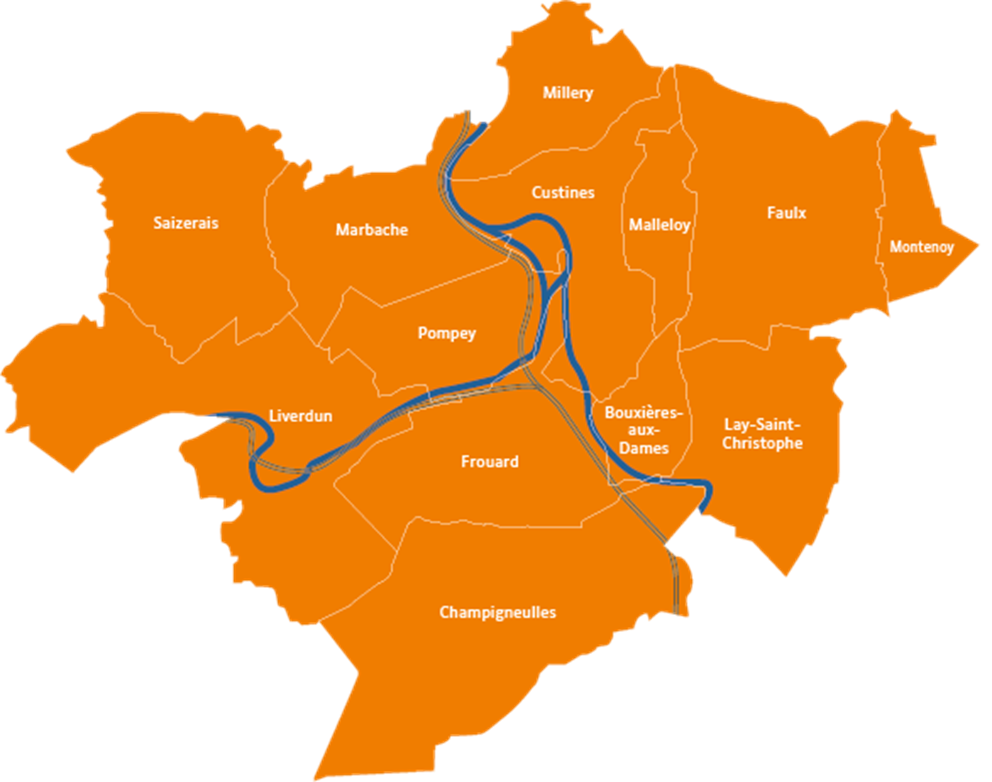 Millery
Custines
Saizerais
Marbache
Malleloy
Faulx
Montenoy
Pompey
Liverdun
Bouxières-
aux-
Dames
Lay-Saint-
Christophe
Frouard
Champigneulles